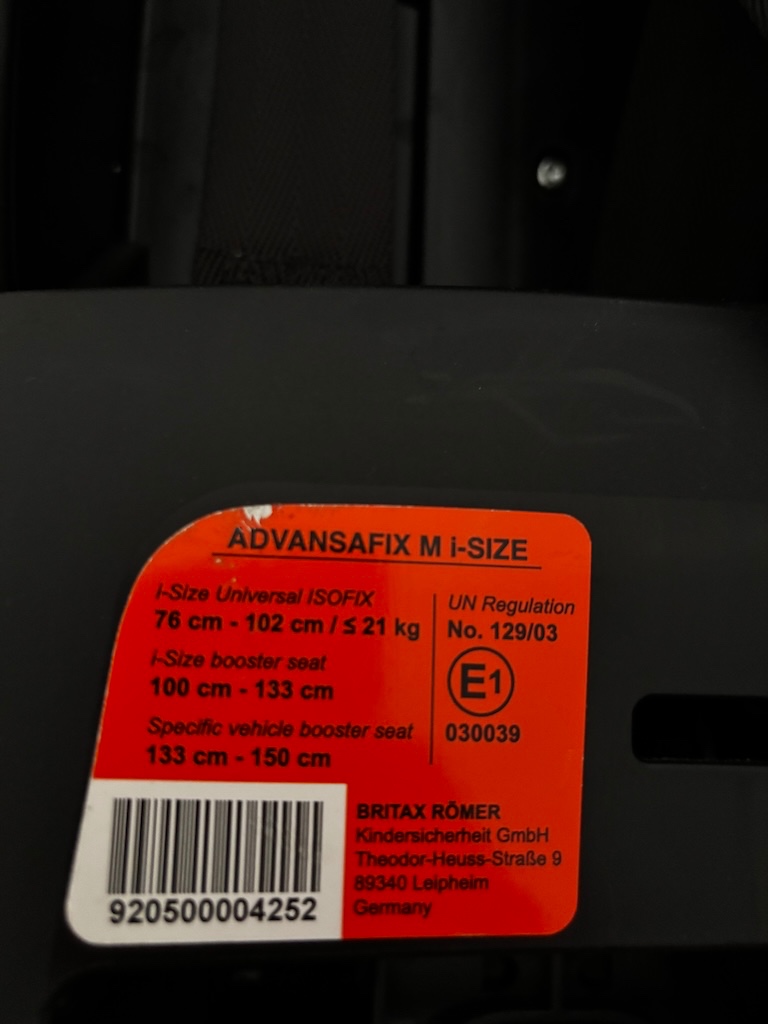 ADVANSAFIX M i-SIZE
i-Size Universal ISOFIX
76 cm - 102 cm / ≤ 21 kg
i-Size booster seat
100 cm - 133 cm
Specific vehicle booster seat
133 cm - 150 cm
UN Regulation
No. 129/03
E1
030039
920500004252
BRITAX RÖMER
Kindersicherheit GmbH
Theodor-Heuss-Straße 9
89340 Leipheim
Germany